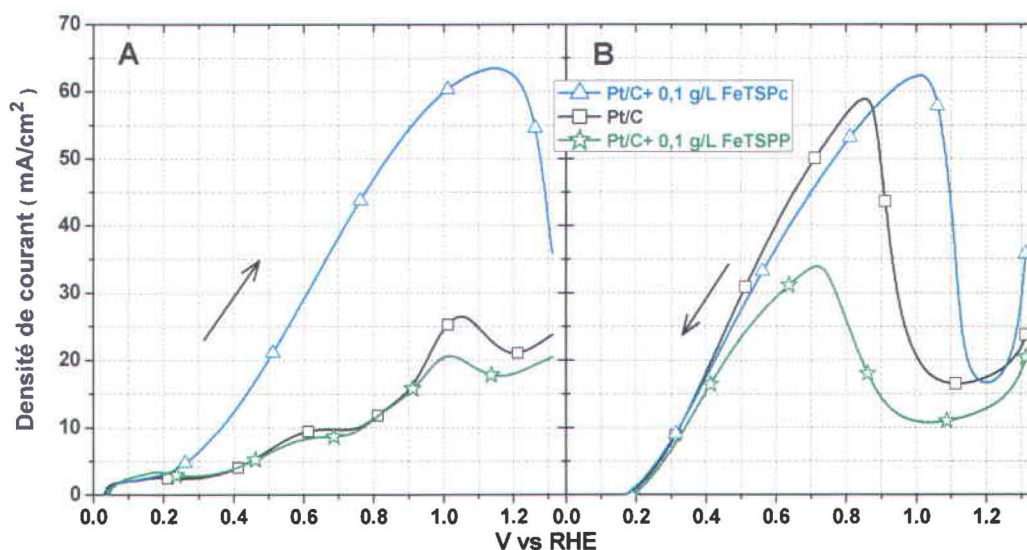 Densité de courant ( mA/cm²)
70
60
50
40
30
20
10
0
A
B
Pt/C+ 0,1 g/L FeTSPc
Pt/C
Pt/C+ 0,1 g/L FeTSPP
0.0 0.2 0.4 0.6 0.8 1.0 1.2 0.0 0.2 0.4 0.6 0.8 1.0 1.2
V vs RHE